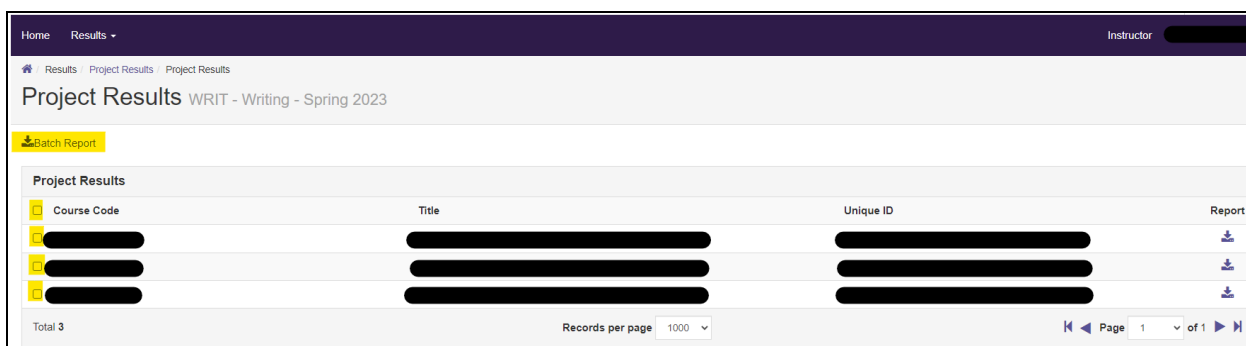 Home Results Instructor
/ Results / Project Results / Project Results
Project Results WRIT - Writing - Spring 2023
Batch Report
Project Results
Course Code Title Unique ID Report
Total 3 Records per page 1000 Page 1 of 1